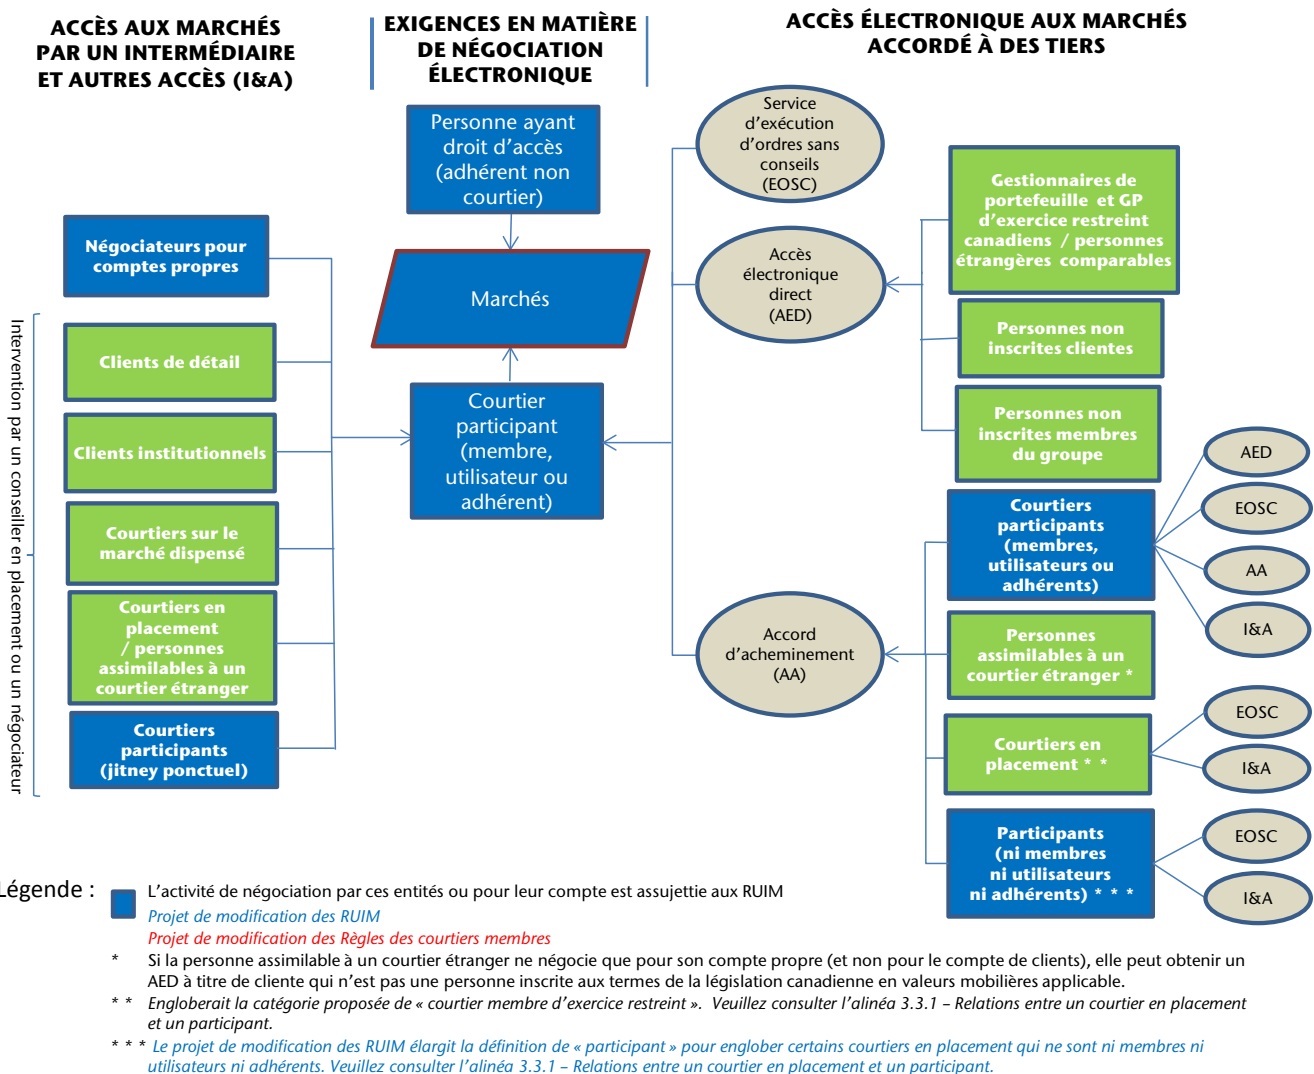 ACCÈS AUX MARCHÉS
PAR UN INTERMÉDIAIRE
ET AUTRES ACCÈS (I&A)
EXIGENCES EN MATIÈRE
DE NÉGOCIATION
ÉLECTRONIQUE
ACCÈS ÉLECTRONIQUE AUX MARCHÉS
ACCORDÉ À DES TIERS
Intervention par un conseiller en placement ou un négociateur
Négociateurs pour
comptes propres
Clients de détail
Clients institutionnels
Courtiers sur le
marché dispensé
Courtiers en
placement
/ personnes
assimilables à un
courtier étranger
Courtiers
participants
(jitney ponctuel)
Personne ayant
droit d’accès
(adhérent non
courtier)
Marchés
Courtier
participant
(membre,
utilisateur ou
adhérent)
Service
d’exécution
d’ordres sans
conseils
(EOSC)
Accès
électronique
direct
(AED)
Accord
d’acheminement
(AA)
Gestionnaires de
portefeuille et GP
d’exercice restreint
canadiens / personnes
étrangères comparables
Personnes non
inscrites clientes
Personnes non
inscrites membres
du groupe
Courtiers
participants
(membres,
utilisateurs ou
adhérents)
AED
EOSC
AA
I&A
Personnes
assimilables à un
courtier étranger *
Courtiers en
placement * *
EOSC
I&A
Participants
(ni membres
ni utilisateurs
ni adhérents) * * *
EOSC
I&A
Légende :
L’activité de négociation par ces entités ou pour leur compte est assujettie aux RUIM
Projet de modification des RUIM
Projet de modification des Règles des courtiers membres
* Si la personne assimilable à un courtier étranger ne négocie que pour son compte propre (et non pour le compte de clients), elle peut obtenir un
AED à titre de cliente qui n’est pas une personne inscrite aux termes de la législation canadienne en valeurs mobilières applicable.
* * Engloberait la catégorie proposée de « courtier membre d’exercice restreint ». Veuillez consulter l’alinéa 3.3.1 – Relations entre un courtier en placement
et un participant.
* * * Le projet de modification des RUIM élargit la définition de « participant » pour englober certains courtiers en placement qui ne sont ni membres ni
utilisateurs ni adhérents. Veuillez consulter l’alinéa 3.3.1 – Relations entre un courtier en placement et un participant.